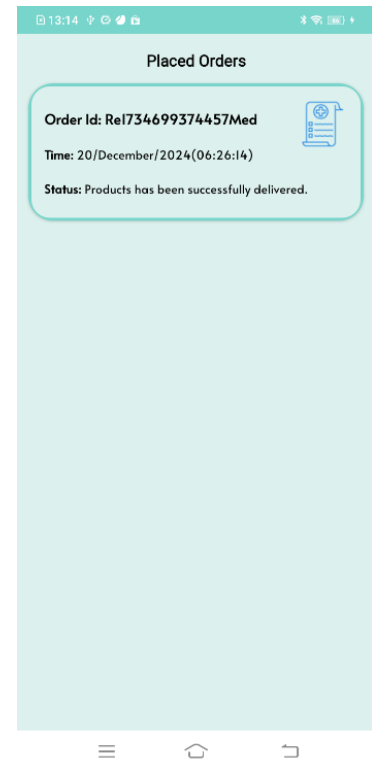 13:14
Placed Orders
Order Id: Rel734699374457Med
Time: 20/December/2024(06:26:14)
Status: Products has been successfully delivered.